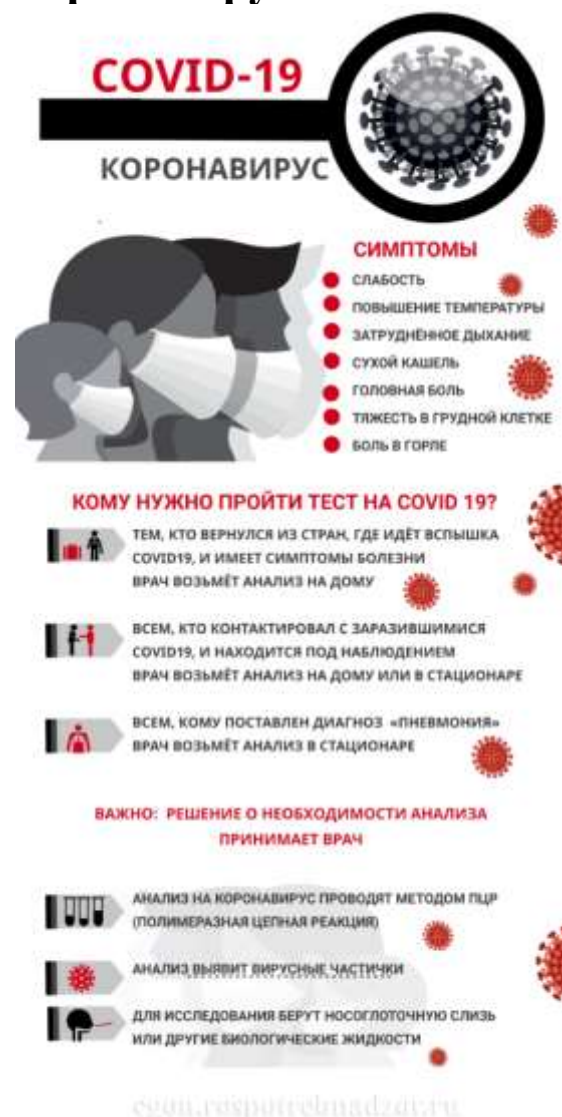 COVID-19
КОРОНАВИРУС
СИМПТОМЫ
СЛАБОСТЬ
ПОВЫШЕНИЕ ТЕМПЕРАТУРЫ
ЗАТРУДНЁННОЕ ДЫХАНИЕ
СУХОЙ КАШЕЛЬ
ГОЛОВНАЯ БОЛЬ
ТЯЖЕСТЬ В ГРУДНОЙ КЛЕТКЕ
БОЛЬ В ГОРЛЕ
КОМУ НУЖНО ПРОЙТИ ТЕСТ НА COVID 19?
ТЕМ, КТО ВЕРНУЛСЯ ИЗ СТРАН, ГДЕ ИДЁТ ВСПЫШКА
COVID19, И ИМЕЕТ СИМПТОМЫ БОЛЕЗНИ
ВРАЧ ВОЗЬМЁТ АНАЛИЗ НА ДОМУ
ВСЕМ, КТО КОНТАКТИРОВАЛ С ЗАРАЗИВШИМИСЯ
COVID19, И НАХОДИТСЯ ПОД НАБЛЮДЕНИЕМ
ВРАЧ ВОЗЬМЁТ АНАЛИЗ НА ДОМУ ИЛИ В СТАЦИОНАРЕ
ВСЕМ, КОМУ ПОСТАВЛЕН ДИАГНОЗ «ПНЕВМОНИЯ»
ВРАЧ ВОЗЬМЁТ АНАЛИЗ В СТАЦИОНАРЕ
ВАЖНО: РЕШЕНИЕ О НЕОБХОДИМОСТИ АНАЛИЗА
ПРИНИМАЕТ ВРАЧ
АНАЛИЗ НА КОРОНАВИРУС ПРОВОДЯТ МЕТОДОМ ПЦР
(ПОЛИМЕРАЗНАЯ ЦЕПНАЯ РЕАКЦИЯ)
АНАЛИЗ ВЫЯВИТ ВИРУСНЫЕ ЧАСТИЧКИ
ДЛЯ ИССЛЕДОВАНИЯ БЕРУТ НОСОГЛОТОЧНУЮ СЛИЗЬ
ИЛИ ДРУГИЕ БИОЛОГИЧЕСКИЕ ЖИДКОСТИ